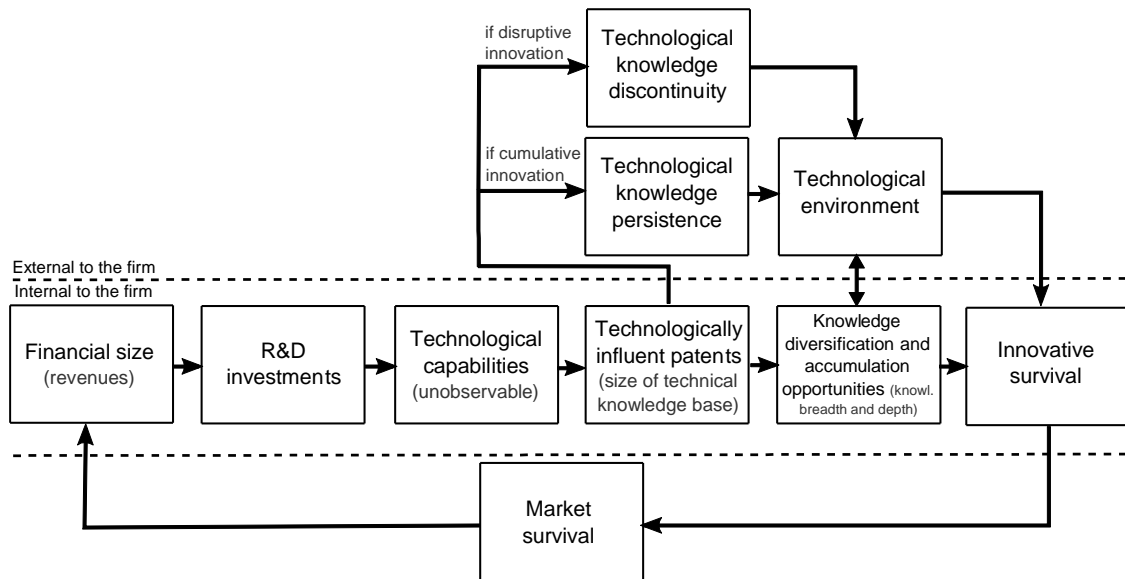 if disruptive
innovation
Technological
knowledge
discontinuity
if cumulative
innovation
Technological
knowledge
persistence
Technological
environment
External to the firm
Internal to the firm
Financial size
(revenues)
R&D
investments
Technological
capabilities
(unobservable)
Technologically
influent patents
(size of technical
knowledge base)
Knowledge
diversification and
accumulation
opportunities (knowl.
breadth and depth)
Innovative
survival
Market
survival